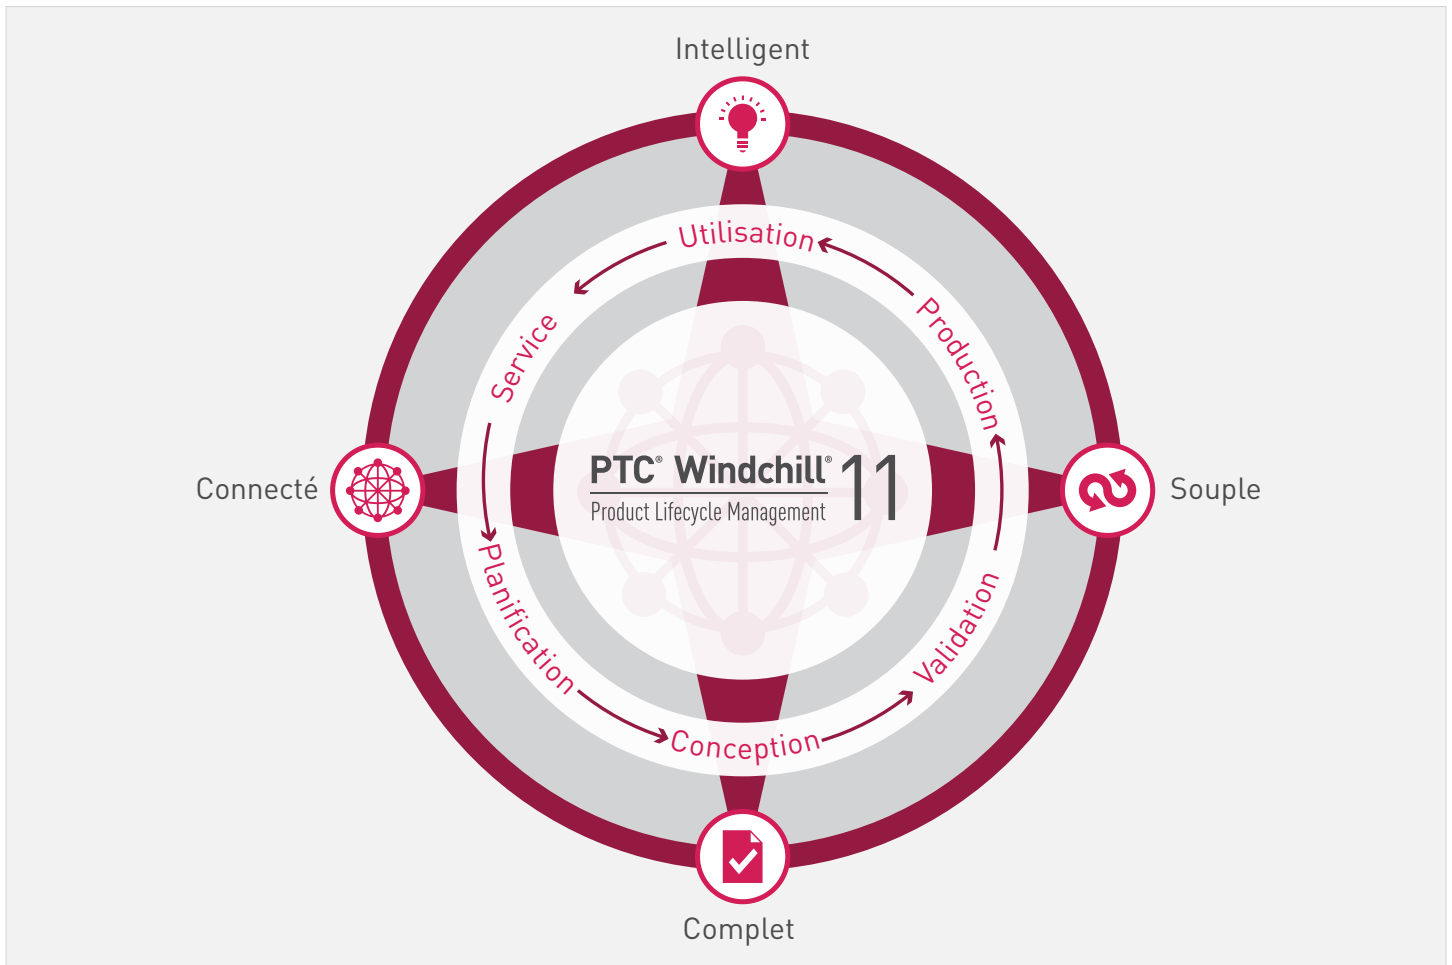 Intelligent
Utilisation
Service
Production
PTC® Windchill® 11
Product Lifecycle Management
Connecté
Souple
Planification
Validation
Conception
Complet